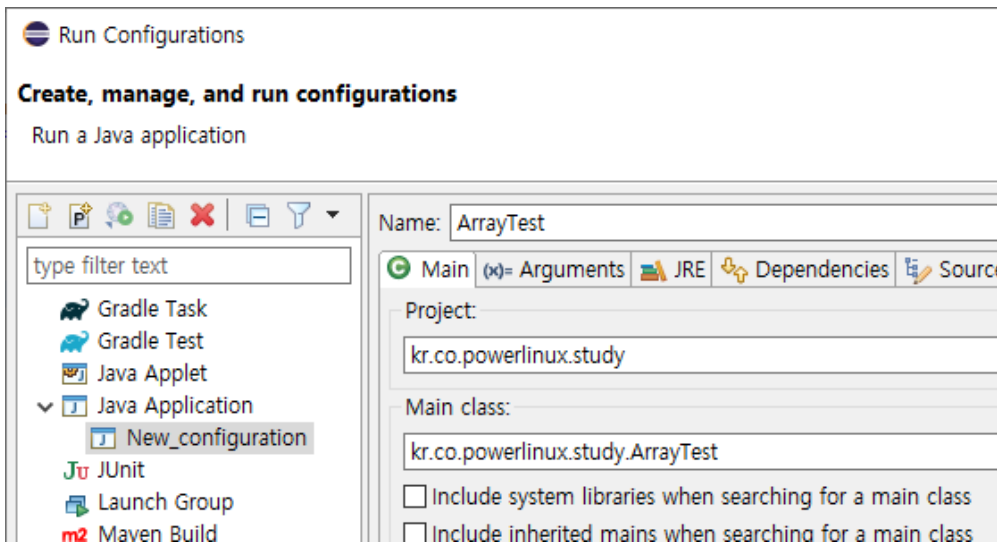 Run Configurations
Create, manage, and run configurations
Run a Java application
type filter text
Gradle Task
Gradle Test
Java Applet
Java Application
New_configuration
JUnit
Launch Group
Maven Build
Name: ArrayTest
Main (x)= Arguments JRE Dependencies Source
Project:
kr.co.powerlinux.study
Main class:
kr.co.powerlinux.study.ArrayTest
Include system libraries when searching for a main class
Include inherited mains when searching for a main class